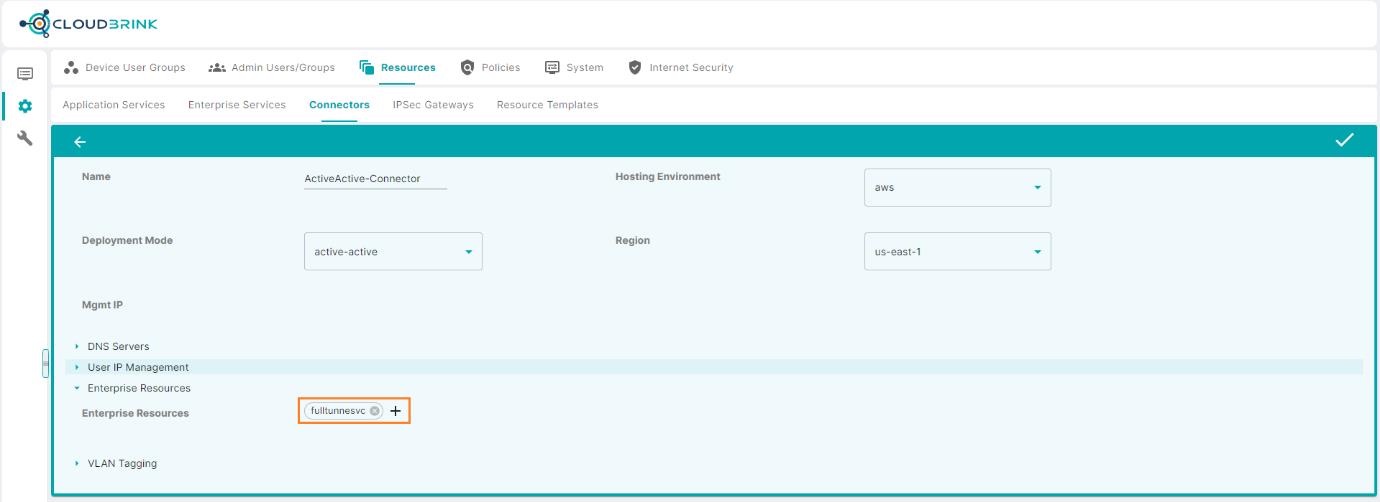 CLOUDBRINK
Device User Groups Admin Users/Groups Resources Policies System Internet Security
Application Services Enterprise Services Connectors IPSec Gateways Resource Templates
Name ActiveActive-Connector Hosting Environment aws
Deployment Mode active-active Region us-east-1
Mgmt IP
DNS Servers
User IP Management
Enterprise Resources
Enterprise Resources fulltunnesvc
VLAN Tagging